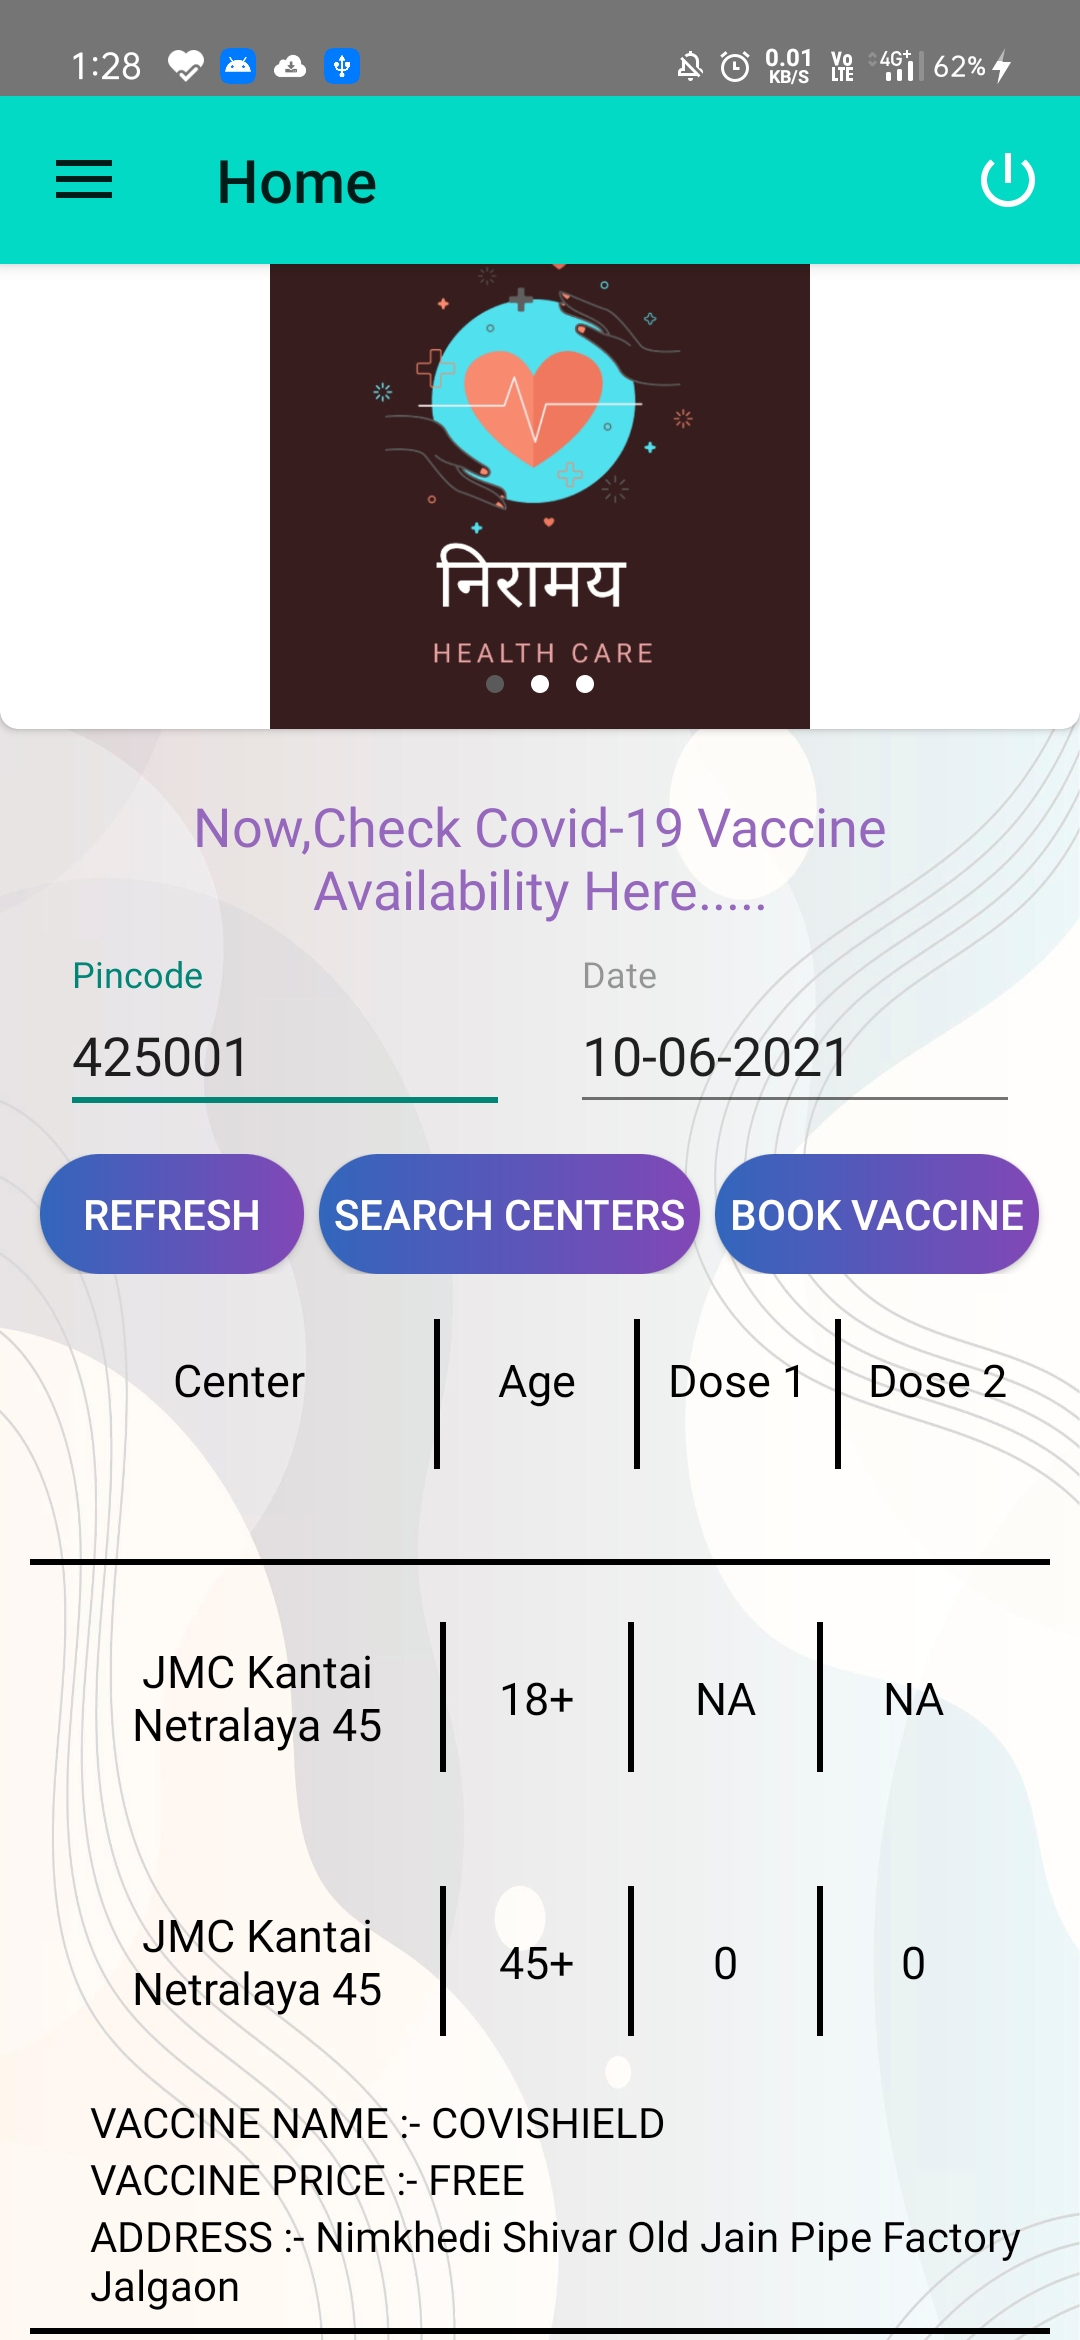 1:28
0.01
KB/S
Vo
LTE
4G+
62%
Home
निरामय
HEALTH CARE
Now,Check Covid-19 Vaccine
Availability Here.....
Pincode
Date
425001
10-06-2021
REFRESH
SEARCH CENTERS
BOOK VACCINE
Center
Age
Dose 1
Dose 2
JMC Kantai
Netralaya 45
18+
NA
NA
JMC Kantai
Netralaya 45
45+
0
0
VACCINE NAME :- COVISHIELD
VACCINE PRICE :- FREE
ADDRESS :- Nimkhedi Shivar Old Jain Pipe Factory
Jalgaon